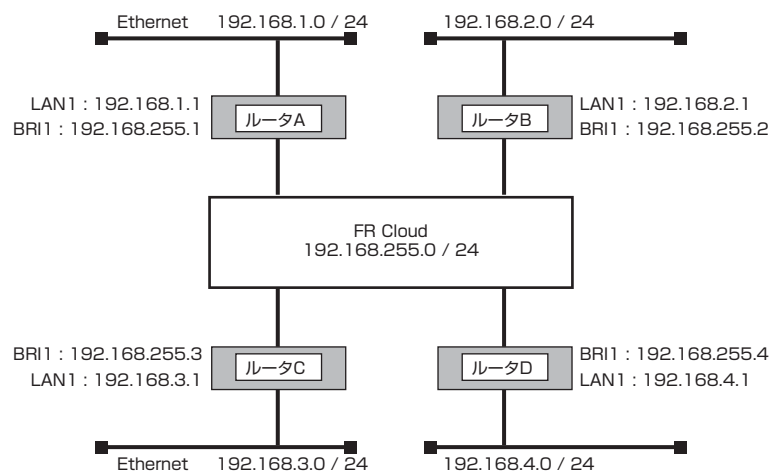 Ethernet 192.168.1.0 / 24
192.168.2.0 / 24
LAN1 : 192.168.1.1
BRI1 : 192.168.255.1
ルータA
ルータB
LAN1 : 192.168.2.1
BRI1 : 192.168.255.2
FR Cloud
192.168.255.0 / 24
BRI1 : 192.168.255.3
LAN1 : 192.168.3.1
ルータC
ルータD
BRI1 : 192.168.255.4
LAN1 : 192.168.4.1
Ethernet 192.168.3.0 / 24
192.168.4.0 / 24